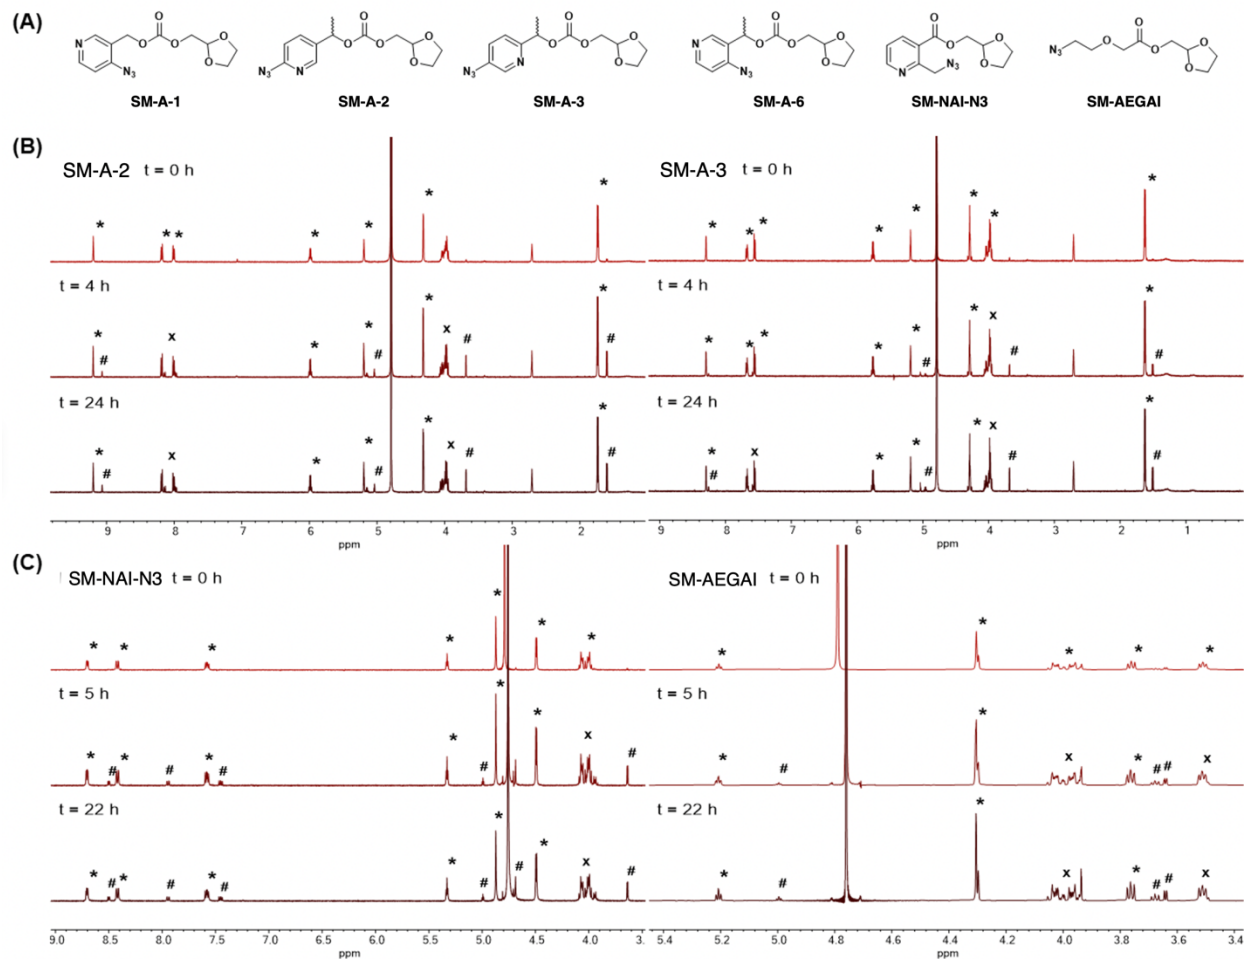 (A)
O O O O O N3 N
SM-A-1
O O O O O N3 N
SM-A-2
O O O O O N3 N
SM-A-3
O O O O O N3 N
SM-A-6
O O O O N N3
SM-NAI-N3
N3 O O O O O
SM-AEGAI
(B)
SM-A-2 t = 0 h
* * * * * * *
t = 4 h
* # x * * # * x # * #
t = 24 h
* # x * * # * x # * #
9 8 7 6 5 4 3 2
ppm
SM-A-3 t = 0 h
* * * * * * * *
t = 4 h
* * * * * # * x # * #
t = 24 h
* # x * * # * x # * #
9 8 7 6 5 4 3 2 1
ppm
(C)
SM-NAI-N3 t = 0 h
* * * * * * *
t = 5 h
* # * # * # * # * * x #
t = 22 h
* # * # * # * # * # * x #
9.0 8.5 8.0 7.5 7.0 6.5 6.0 5.5 5.0 4.5 4.0 3.
ppm
SM-AEGAI t = 0 h
* * * * *
t = 5 h
* # * x * # # x
t = 22 h
* # * x * # # x
5.4 5.2 5.0 4.8 4.6 4.4 4.2 4.0 3.8 3.6 3.4
ppm